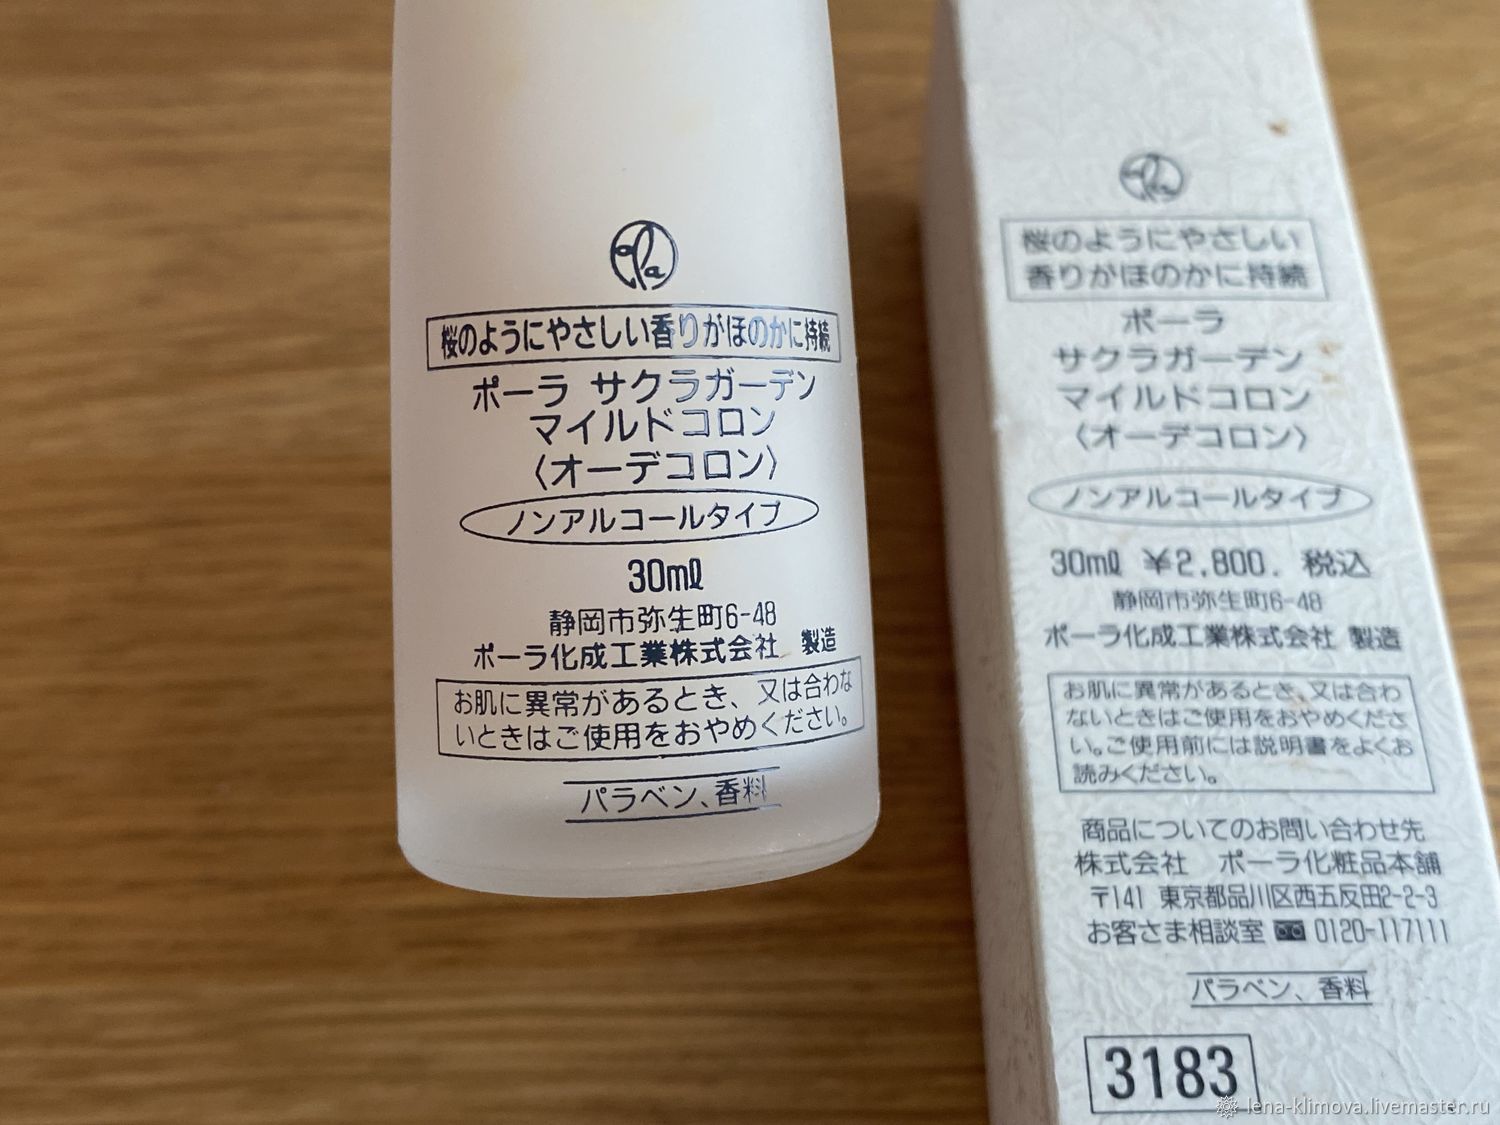 桜のようにやさしい香りがほのかに持続
ポーラ サクラガーデン
マイルドコロン
〈オーデコロン〉
ノンアルコールタイプ
30ml
静岡市弥生町6-48
ポーラ化成工業株式会社 製造
お肌に異常があるとき、又は合わな
いときはご使用をおやめください。
パラベン、香料
桜のようにやさしい
香りがほのかに持続
ポーラ
サクラガーデン
マイルドコロン
〈オーデコロン〉
ノンアルコールタイプ
30ml ¥2,800. 税込
静岡市弥生町6-48
ポーラ化成工業株式会社 製造
お肌に異常があるとき、又は合わ
ないときはご使用をおやめくださ
い。ご使用前には説明書をよくお
読みください。
商品についてのお問い合わせ先
株式会社 ポーラ化粧品本舗
〒141 東京都品川区西五反田2-2-3
お客さま相談室 0120-117111
パラベン、香料
3183
lena-klimova.livemaster.ru